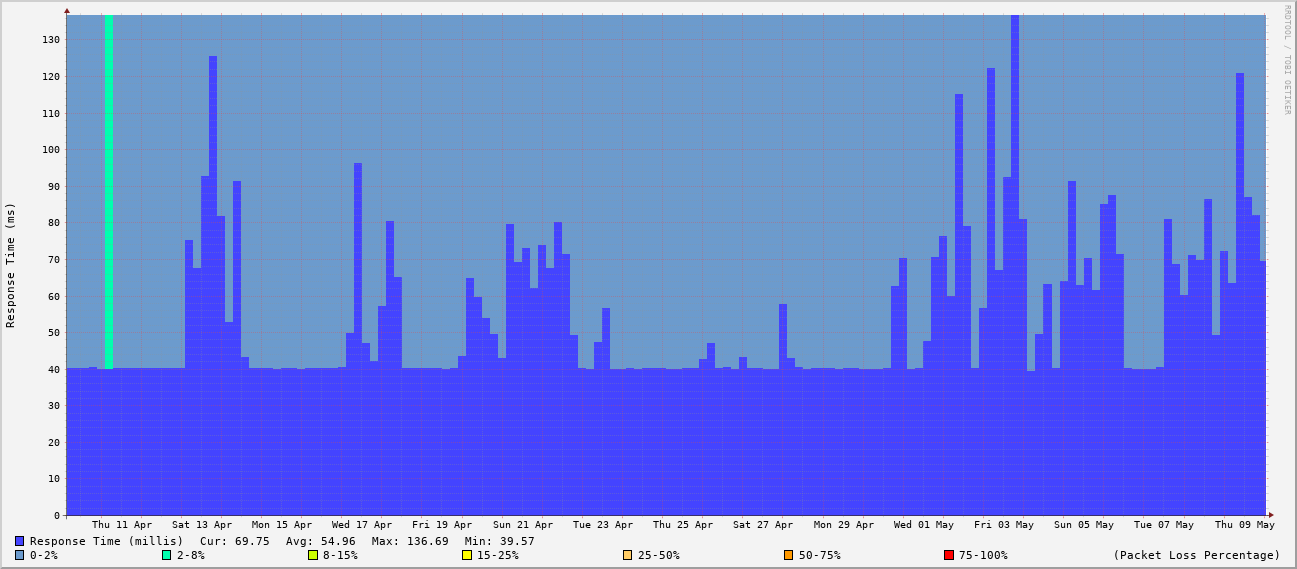 RRDTOOL / TOBI OETIKER
Response Time (ms)
130
120
110
100
90
80
70
60
50
40
30
20
10
0
Thu 11 Apr Sat 13 Apr Mon 15 Apr Wed 17 Apr Fri 19 Apr Sun 21 Apr Tue 23 Apr Thu 25 Apr Sat 27 Apr Mon 29 Apr Wed 01 May Fri 03 May Sun 05 May Tue 07 May Thu 09 May
Response Time (millis) Cur: 69.75 Avg: 54.96 Max: 136.69 Min: 39.57
0-2% 2-8% 8-15% 15-25% 25-50% 50-75% 75-100% (Packet Loss Percentage)